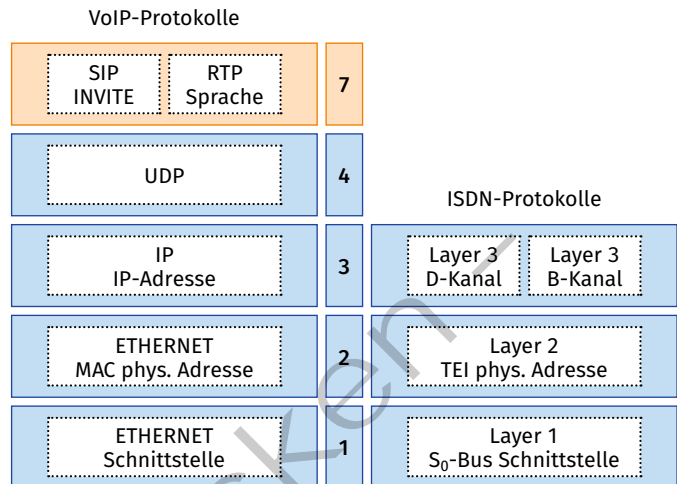 VoIP-Protokolle
SIP
INVITE
RTP
Sprache
7
UDP
4
ISDN-Protokolle
IP
IP-Adresse
3
Layer 3
D-Kanal
Layer 3
B-Kanal
ETHERNET
MAC phys. Adresse
2
Layer 2
TEI phys. Adresse
ETHERNET
Schnittstelle
1
Layer 1
S₀-Bus Schnittstelle